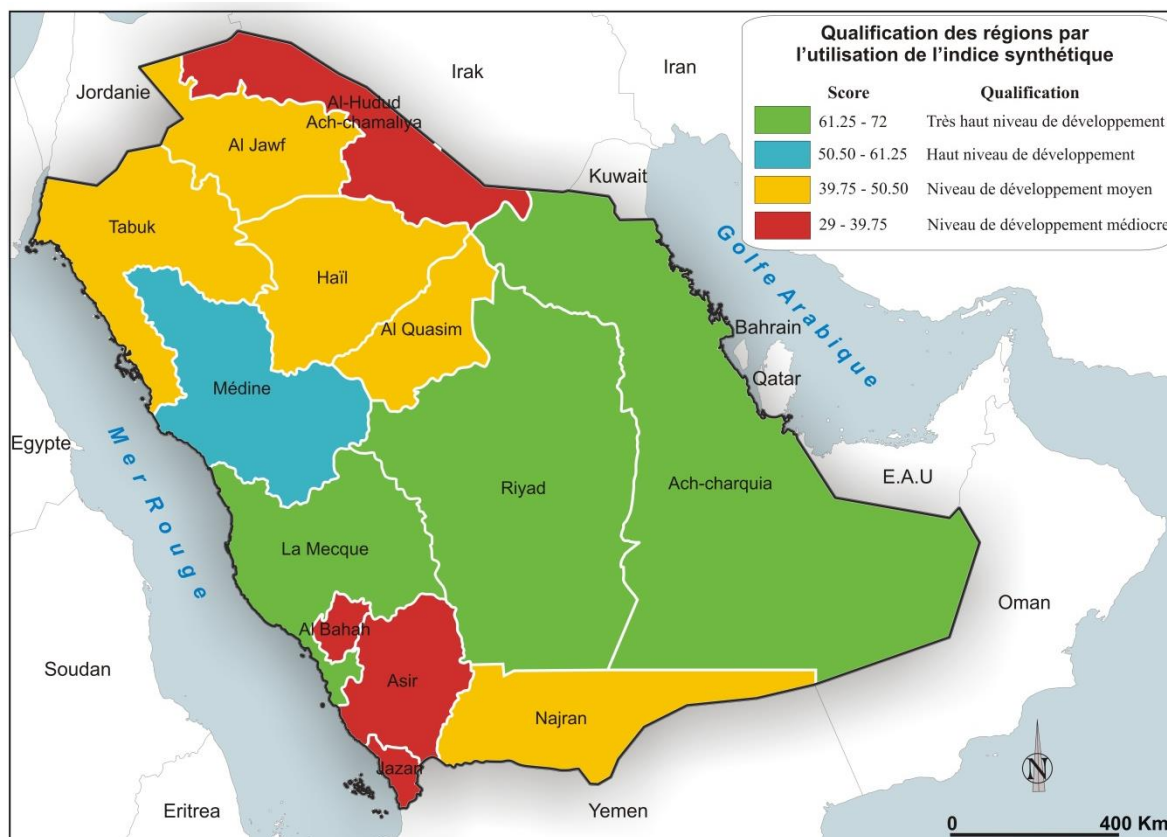 Qualification des régions par
l'utilisation de l'indice synthétique
Score Qualification
61.25 - 72 Très haut niveau de développement
50.50 - 61.25 Haut niveau de développement
39.75 - 50.50 Niveau de développement moyen
29 - 39.75 Niveau de développement médiocre
Jordanie
Irak
Iran
Al-Hudud
Ach-chamaliya
Al Jawf
Kuwait
Tabuk
Haïl
Golfe Arabique
Al Quasim
Bahrain
Qatar
Médine
Egypte
Mer Rouge
Riyad
Ach-charquia
E.A.U
La Mecque
Oman
Al Bahah
Soudan
Asir
Najran
Jazan
N
Eritrea
Yemen
0 400 Km